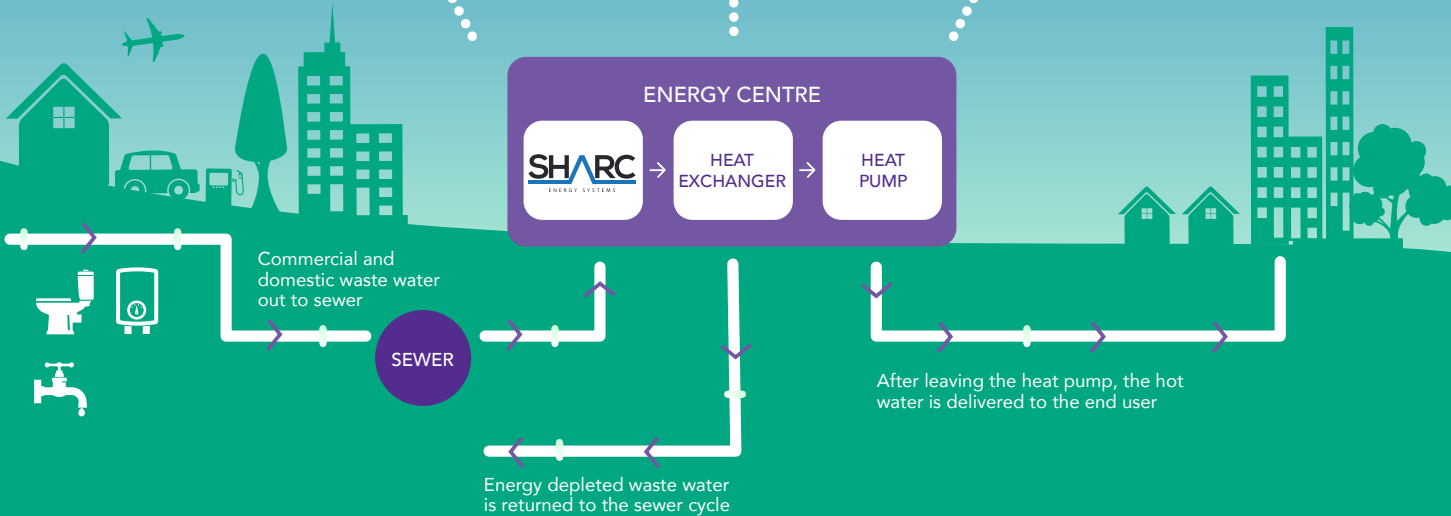 ENERGY CENTRE
SHARC
ENERGY SYSTEMS
HEAT
EXCHANGER
HEAT
PUMP
Commercial and
domestic waste water
out to sewer
SEWER
After leaving the heat pump, the hot
water is delivered to the end user
Energy depleted waste water
is returned to the sewer cycle